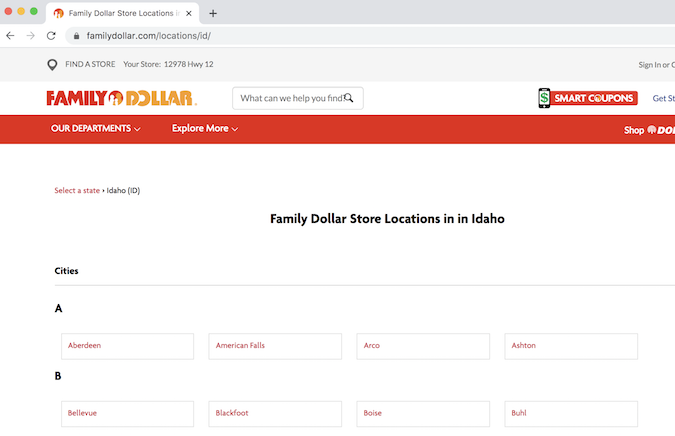 Family Dollar Store Locations in
familydollar.com/locations/id/
FIND A STORE Your Store: 12978 Hwy 12
Sign In or
FAMILY DOLLAR
What can we help you find?
$ SMART COUPONS
Get St
OUR DEPARTMENTS
Explore More
Shop
Select a state • Idaho (ID)
Family Dollar Store Locations in in Idaho
Cities
A
Aberdeen American Falls Arco Ashton
B
Bellevue Blackfoot Boise Buhl